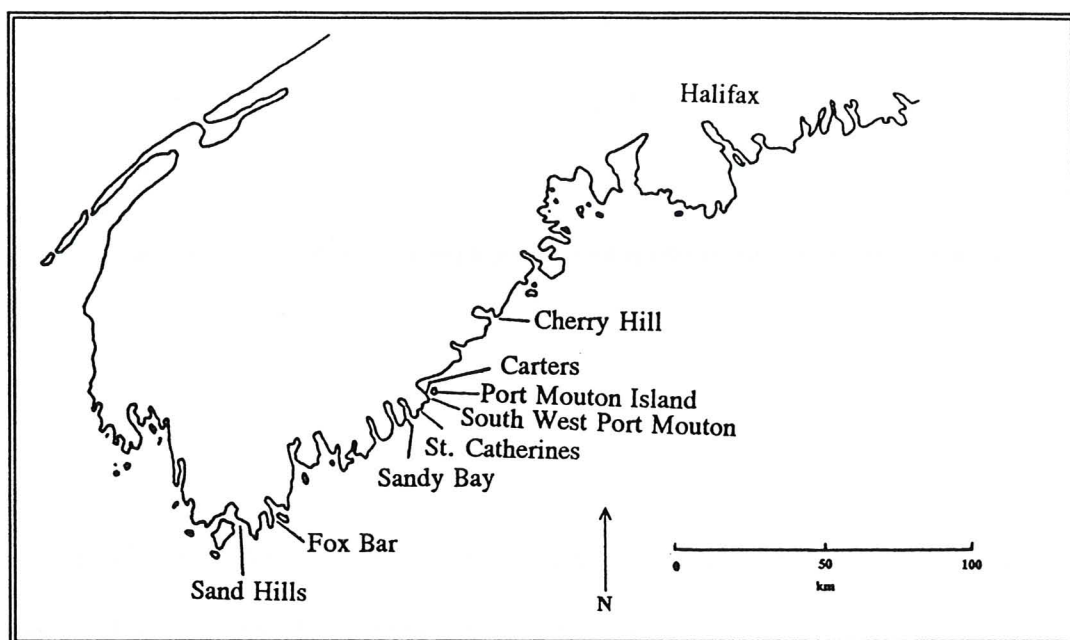 Halifax
Cherry Hill
Carters
Port Mouton Island
South West Port Mouton
St. Catherines
Sandy Bay
Fox Bar
Sand Hills
N
0 50 100
km